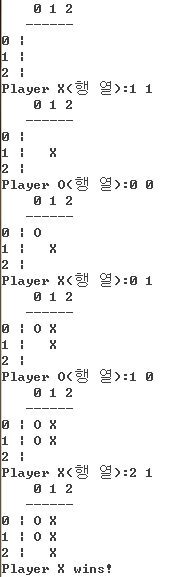 0 1 2
   ------
0 ¦
1 ¦
2 ¦
Player X(행 열):1 1
    0 1 2
   ------
0 ¦
1 ¦   X
2 ¦
Player O(행 열):0 0
    0 1 2
   ------
0 ¦ O
1 ¦   X
2 ¦
Player X(행 열):0 1
    0 1 2
   ------
0 ¦ O X
1 ¦   X
2 ¦
Player O(행 열):1 0
    0 1 2
   ------
0 ¦ O X
1 ¦ O X
2 ¦
Player X(행 열):2 1
    0 1 2
   ------
0 ¦ O X
1 ¦ O X
2 ¦   X
Player X wins!